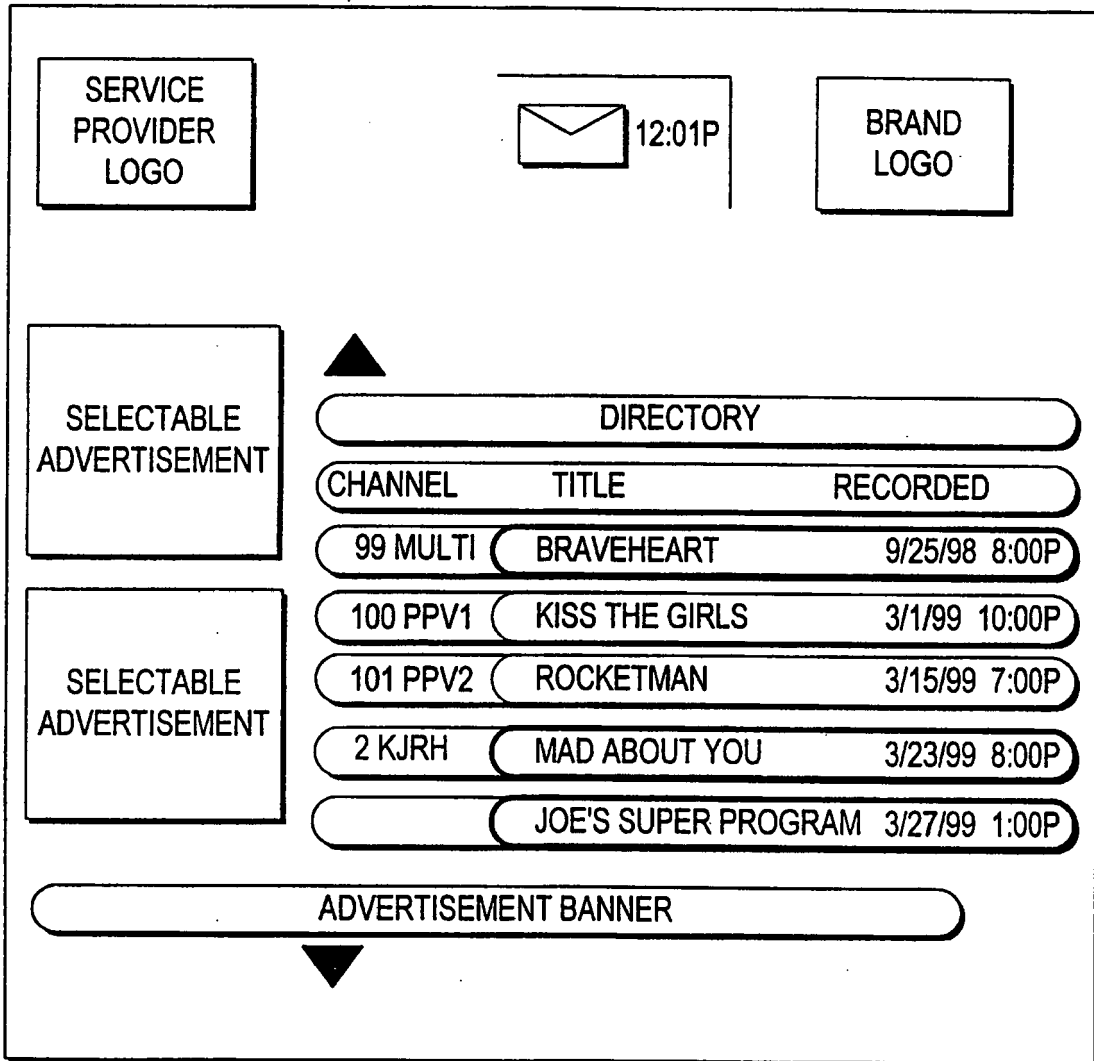 SERVICE
PROVIDER
LOGO
12:01P
BRAND
LOGO
SELECTABLE
ADVERTISEMENT
DIRECTORY
CHANNEL TITLE RECORDED
99 MULTI BRAVEHEART 9/25/98 8:00P
100 PPV1 KISS THE GIRLS 3/1/99 10:00P
SELECTABLE
ADVERTISEMENT
101 PPV2 ROCKETMAN 3/15/99 7:00P
2 KJRH MAD ABOUT YOU 3/23/99 8:00P
JOE'S SUPER PROGRAM 3/27/99 1:00P
ADVERTISEMENT BANNER